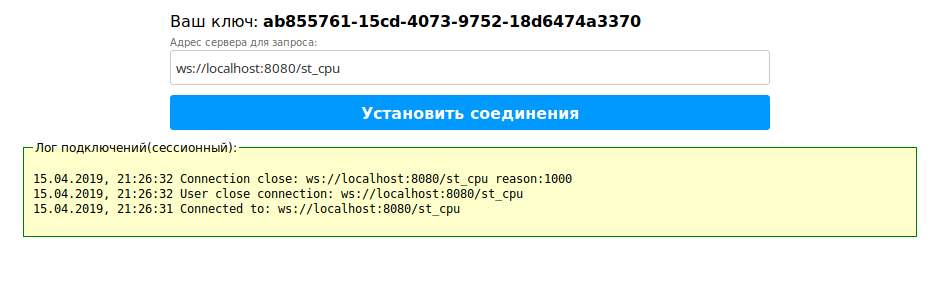 Ваш ключ: ab855761-15cd-4073-9752-18d6474a3370
Адрес сервера для запроса:
ws://localhost:8080/st_cpu
Установить соединения
Лог подключений(сессионный):
15.04.2019, 21:26:32 Connection close: ws://localhost:8080/st_cpu reason:1000
15.04.2019, 21:26:32 User close connection: ws://localhost:8080/st_cpu
15.04.2019, 21:26:31 Connected to: ws://localhost:8080/st_cpu